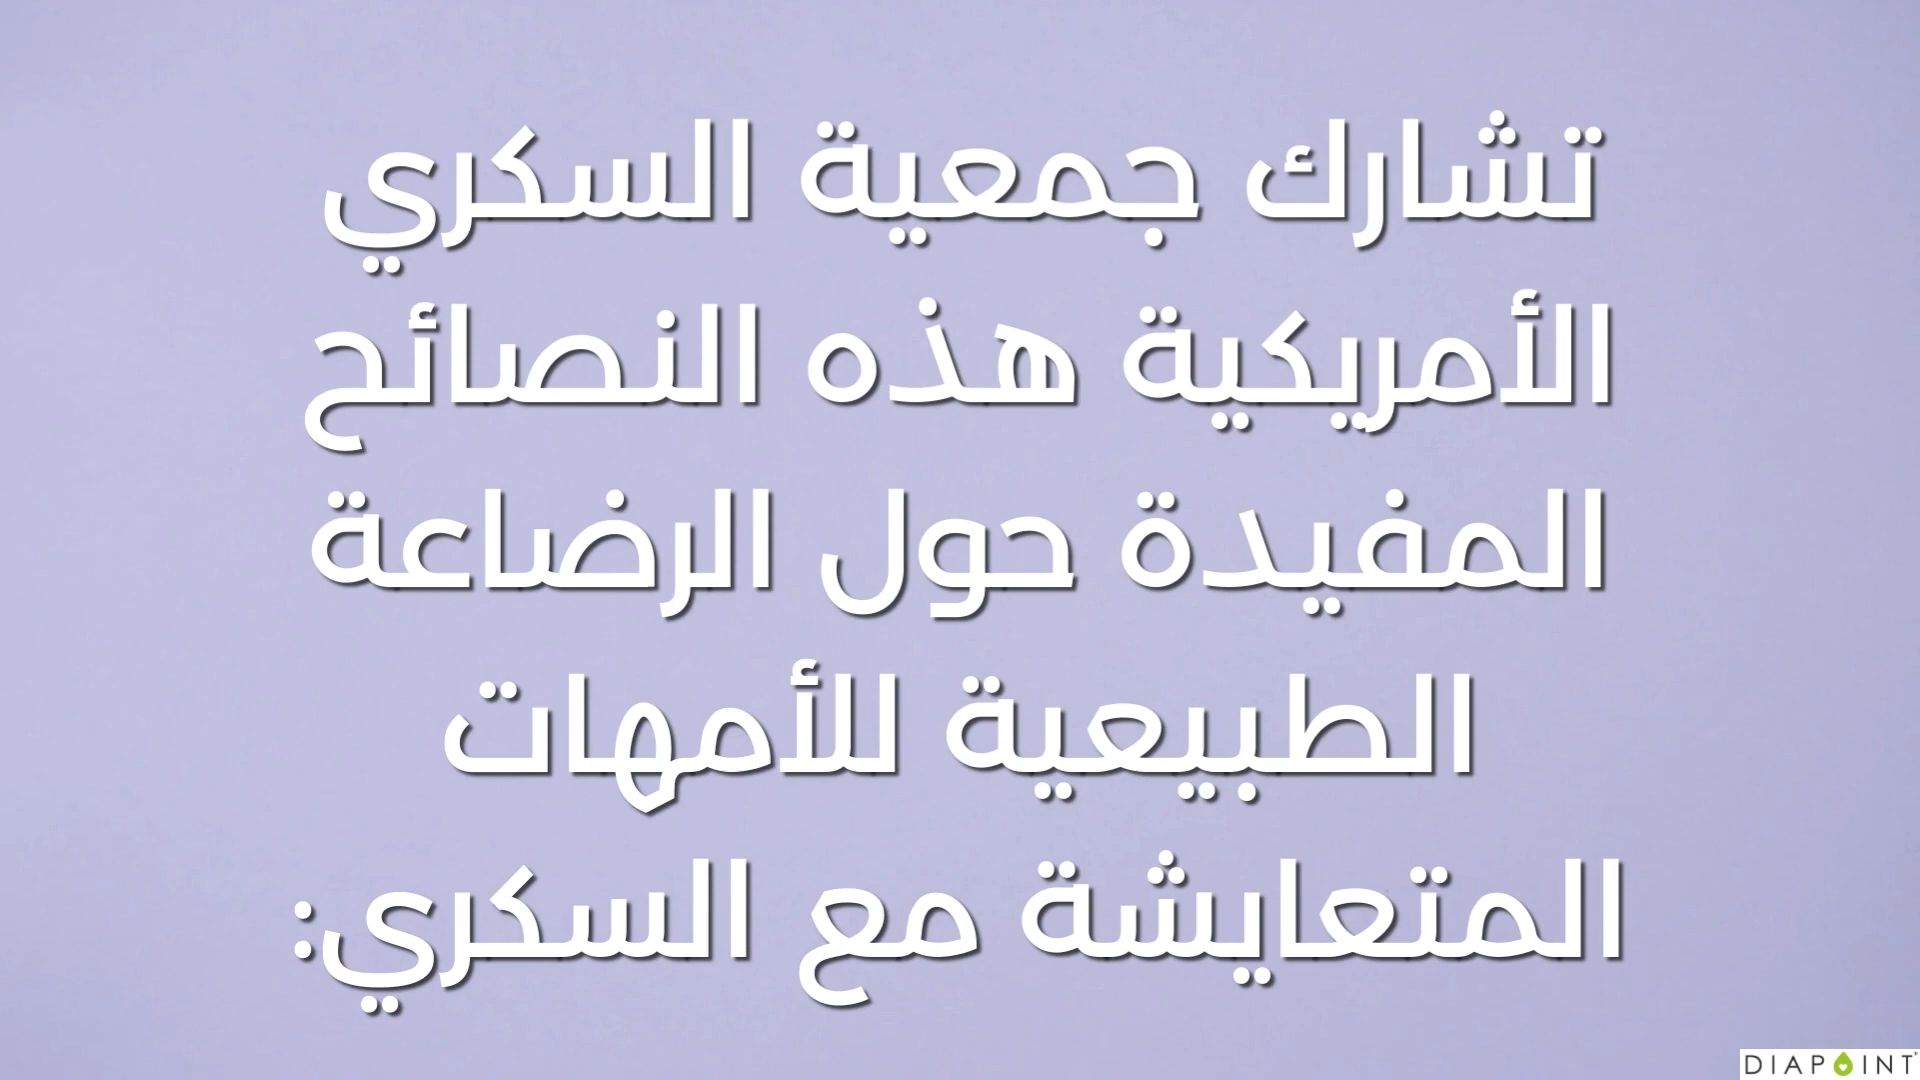 تشارك جمعية السكري
الأمريكية هذه النصائح
المفيدة حول الرضاعة
الطبيعية للأمهات
المتعايشة مع السكري:
DIAPOINT